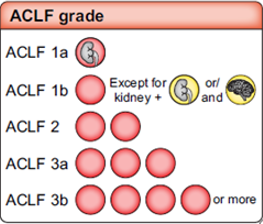 ACLF grade
ACLF 1a
ACLF 1b Except for kidney + or/ and
ACLF 2
ACLF 3a
ACLF 3b or more